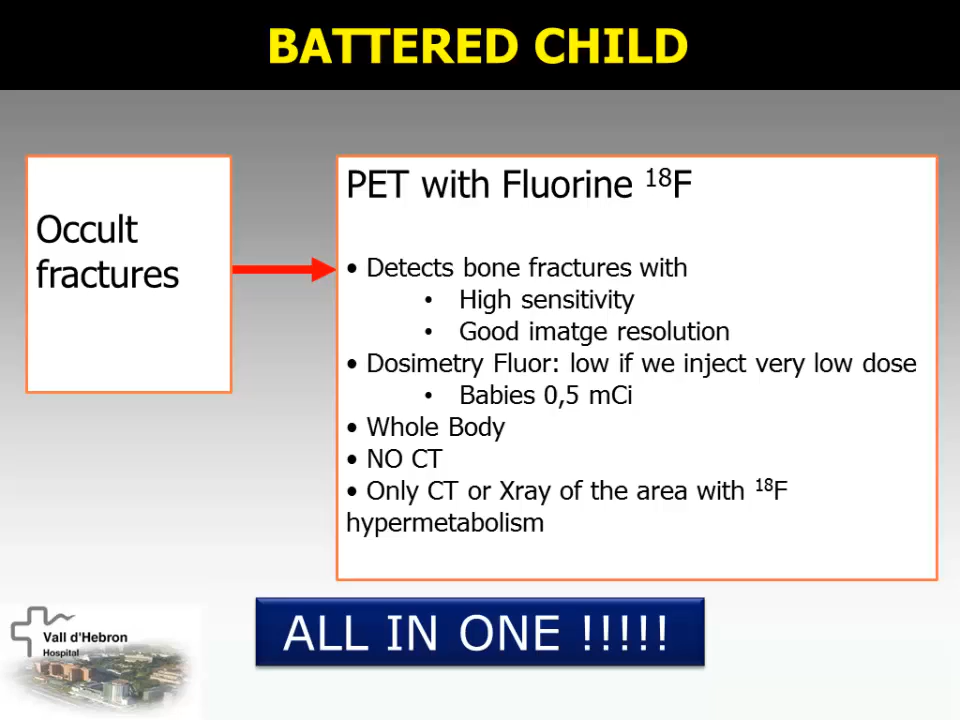 BATTERED CHILD
Occult
fractures
PET with Fluorine ¹⁸F
• Detects bone fractures with
• High sensitivity
• Good imatge resolution
• Dosimetry Fluor: low if we inject very low dose
• Babies 0,5 mCi
• Whole Body
• NO CT
• Only CT or Xray of the area with ¹⁸F
hypermetabolism
ALL IN ONE !!!!!
Vall d'Hebron
Hospital